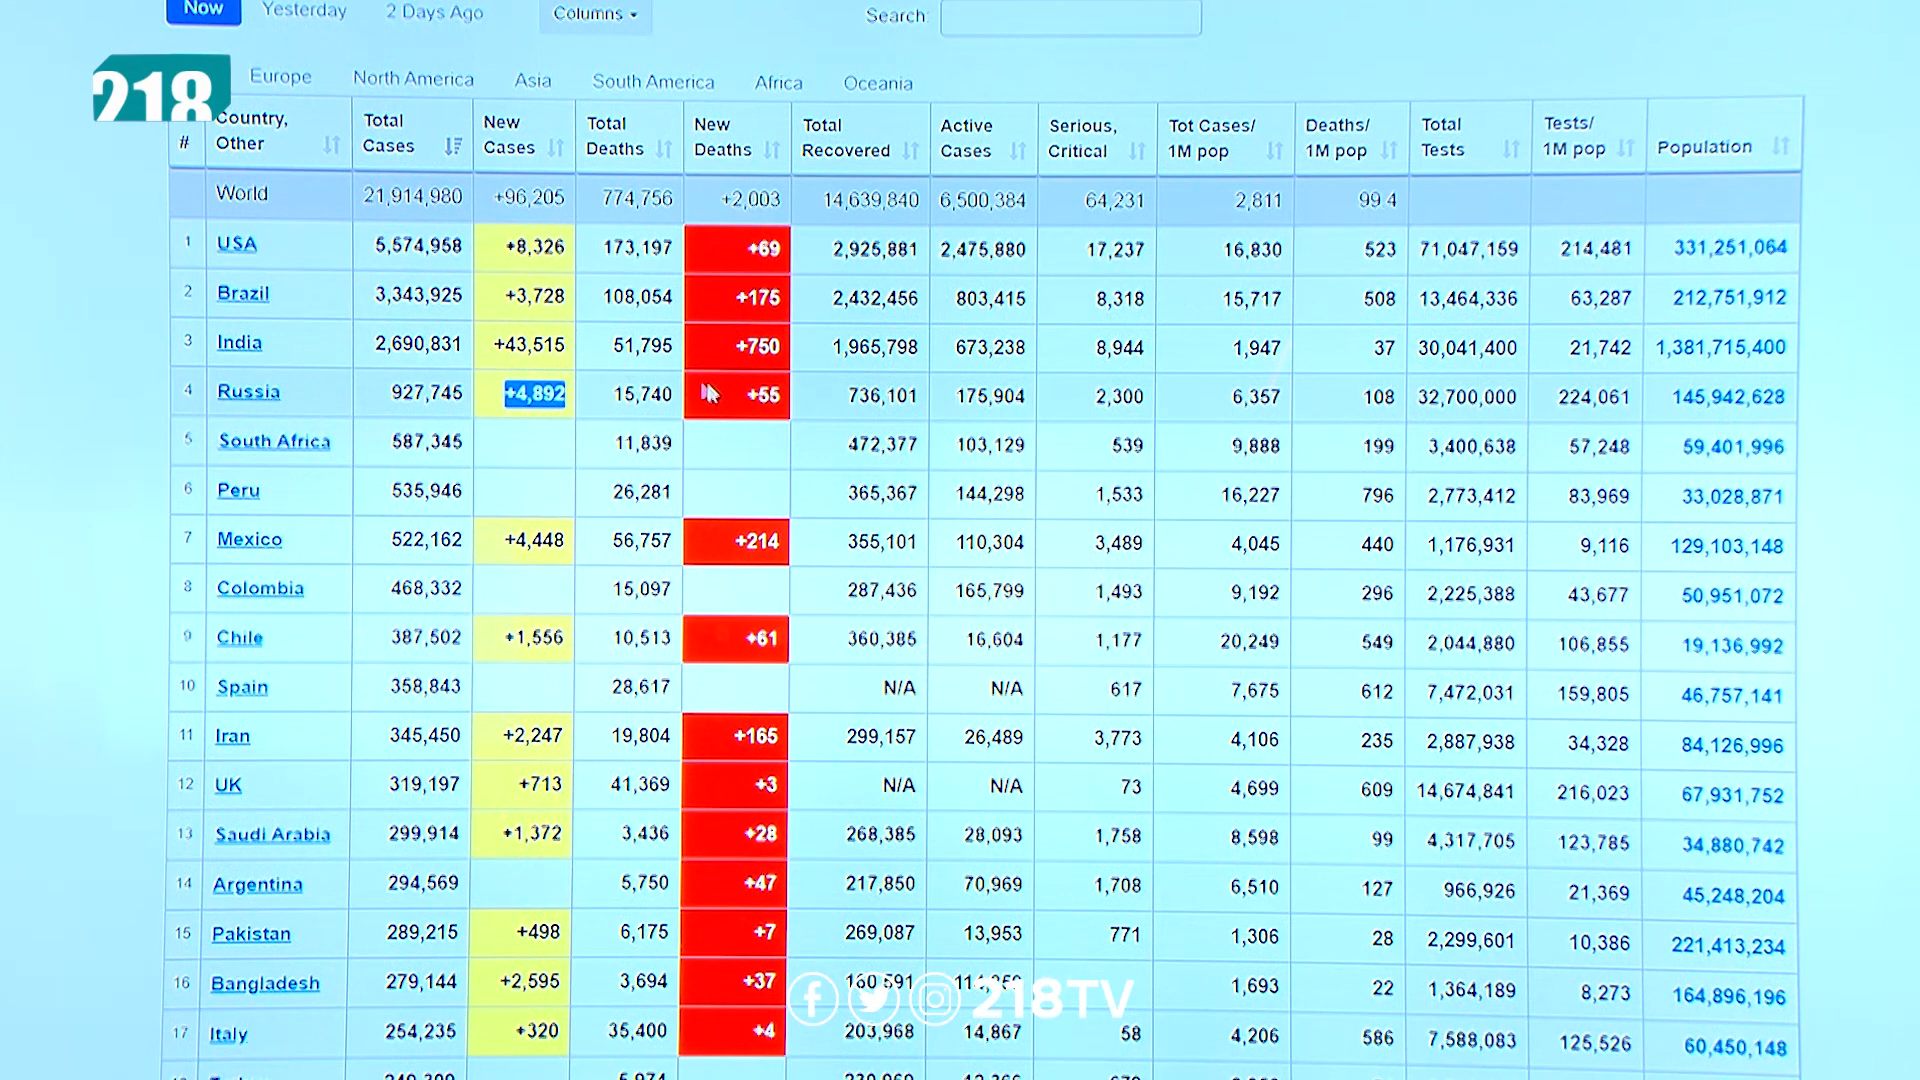 Now Yesterday 2 Days Ago Columns Search:
218
Europe North America Asia South America Africa Oceania
# Country, Other Total Cases New Cases Total Deaths New Deaths Total Recovered Active Cases Serious, Critical Tot Cases/ 1M pop Deaths/ 1M pop Total Tests Tests/ 1M pop Population
World 21,914,980 +96,205 774,756 +2,003 14,639,840 6,500,384 64,231 2,811 99.4
1 USA 5,574,958 +8,326 173,197 +69 2,925,881 2,475,880 17,237 16,830 523 71,047,159 214,481 331,251,064
2 Brazil 3,343,925 +3,728 108,054 +175 2,432,456 803,415 8,318 15,717 508 13,464,336 63,287 212,751,912
3 India 2,690,831 +43,515 51,795 +750 1,965,798 673,238 8,944 1,947 37 30,041,400 21,742 1,381,715,400
4 Russia 927,745 +4,892 15,740 +55 736,101 175,904 2,300 6,357 108 32,700,000 224,061 145,942,628
5 South Africa 587,345 11,839 472,377 103,129 539 9,888 199 3,400,638 57,248 59,401,996
6 Peru 535,946 26,281 365,367 144,298 1,533 16,227 796 2,773,412 83,969 33,028,871
7 Mexico 522,162 +4,448 56,757 +214 355,101 110,304 3,489 4,045 440 1,176,931 9,116 129,103,148
8 Colombia 468,332 15,097 287,436 165,799 1,493 9,192 296 2,225,388 43,677 50,951,072
9 Chile 387,502 +1,556 10,513 +61 360,385 16,604 1,177 20,249 549 2,044,880 106,855 19,136,992
10 Spain 358,843 28,617 N/A N/A 617 7,675 612 7,472,031 159,805 46,757,141
11 Iran 345,450 +2,247 19,804 +165 299,157 26,489 3,773 4,106 235 2,887,938 34,328 84,126,996
12 UK 319,197 +713 41,369 +3 N/A N/A 73 4,699 609 14,674,841 216,023 67,931,752
13 Saudi Arabia 299,914 +1,372 3,436 +28 268,385 28,093 1,758 8,598 99 4,317,705 123,785 34,880,742
14 Argentina 294,569 5,750 +47 217,850 70,969 1,708 6,510 127 966,926 21,369 45,248,204
15 Pakistan 289,215 +498 6,175 +7 269,087 13,953 771 1,306 28 2,299,601 10,386 221,413,234
16 Bangladesh 279,144 +2,595 3,694 +37 160,591 1,693 22 1,364,189 8,273 164,896,196
218TV
17 Italy 254,235 +320 35,400 +4 203,968 14,867 58 4,206 586 7,588,083 125,526 60,450,148